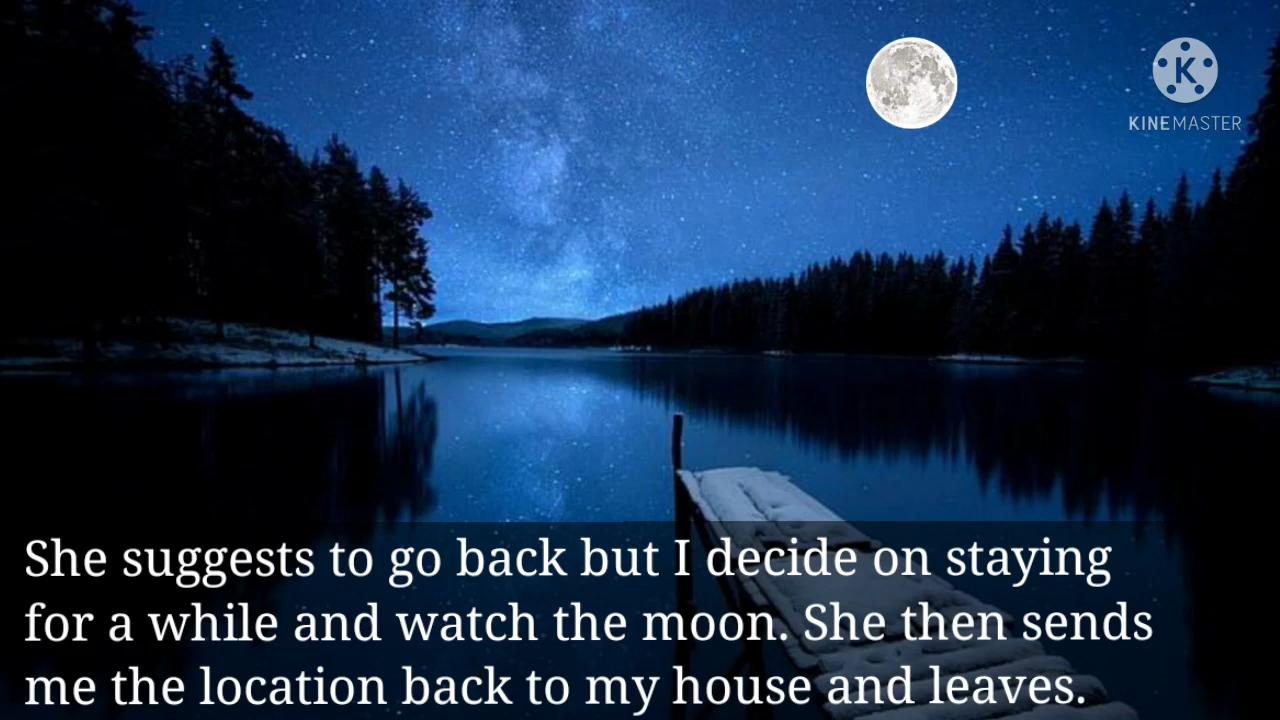 K
KINEMASTER
She suggests to go back but I decide on staying
for a while and watch the moon. She then sends
me the location back to my house and leaves.